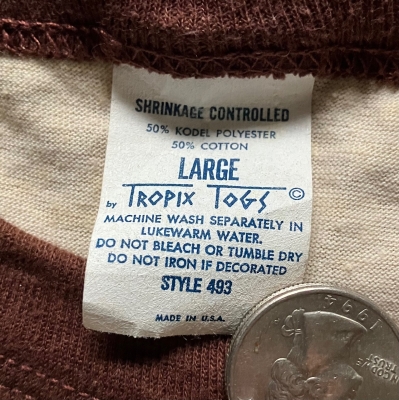 SHRINKAGE CONTROLLED
50% KODEL POLYESTER
50% COTTON
LARGE
by TROPIX TOGS ©
MACHINE WASH SEPARATELY IN
LUKEWARM WATER.
DO NOT BLEACH OR TUMBLE DRY
DO NOT IRON IF DECORATED
STYLE 493
MADE IN U.S.A.
1994